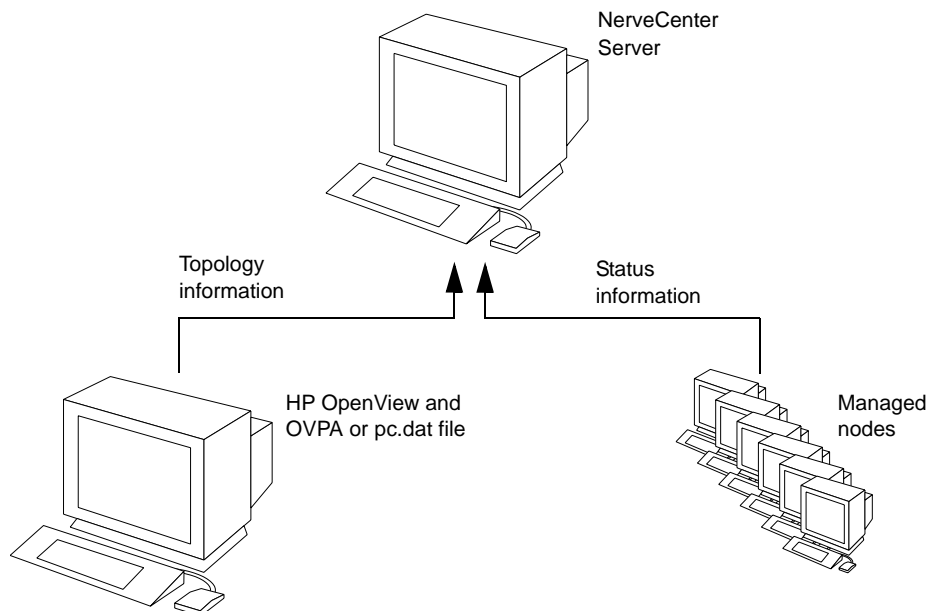 NerveCenter
Server
Topology
information
Status
information
HP OpenView and
OVPA or pc.dat file
Managed
nodes